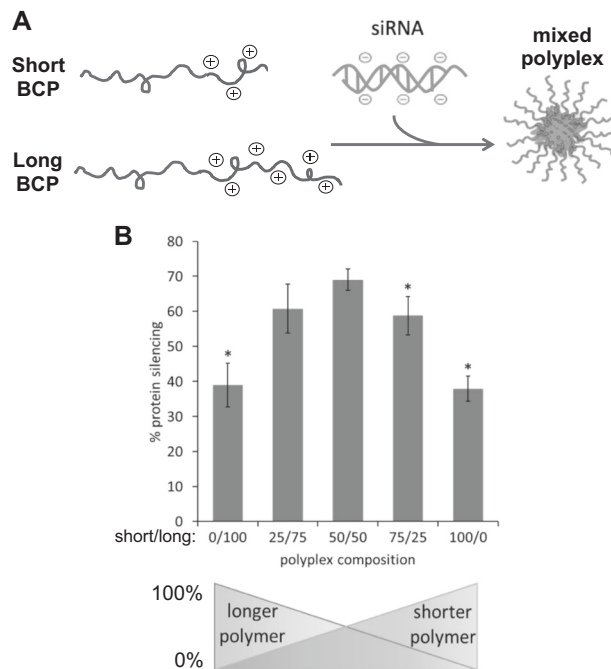 A
Short
BCP
Long
BCP
siRNA
mixed
polyplex
B
% protein silencing
80
70
60
50
40
30
20
10
0
*
*
*
short/long: 0/100 25/75 50/50 75/25 100/0
polyplex composition
100%
0%
longer
polymer
shorter
polymer